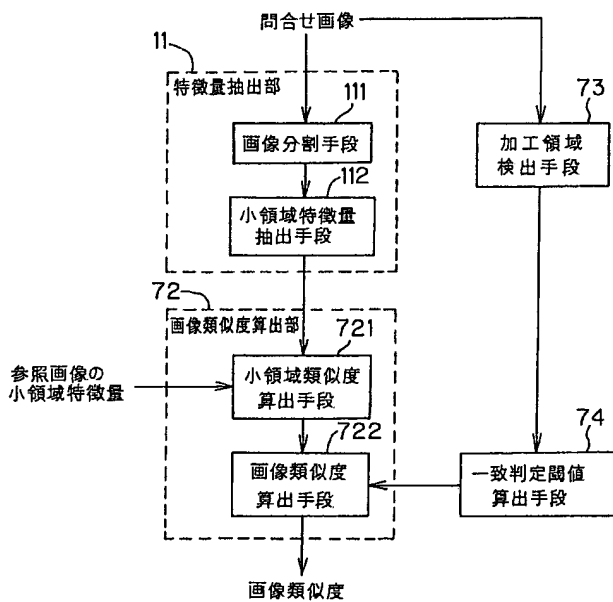 問合せ画像
11
特徴量抽出部
111
画像分割手段
112
小領域特徴量
抽出手段
73
加工領域
検出手段
72
画像類似度算出部
721
小領域類似度
算出手段
参照画像の
小領域特徴量
722
画像類似度
算出手段
74
一致判定閾値
算出手段
画像類似度